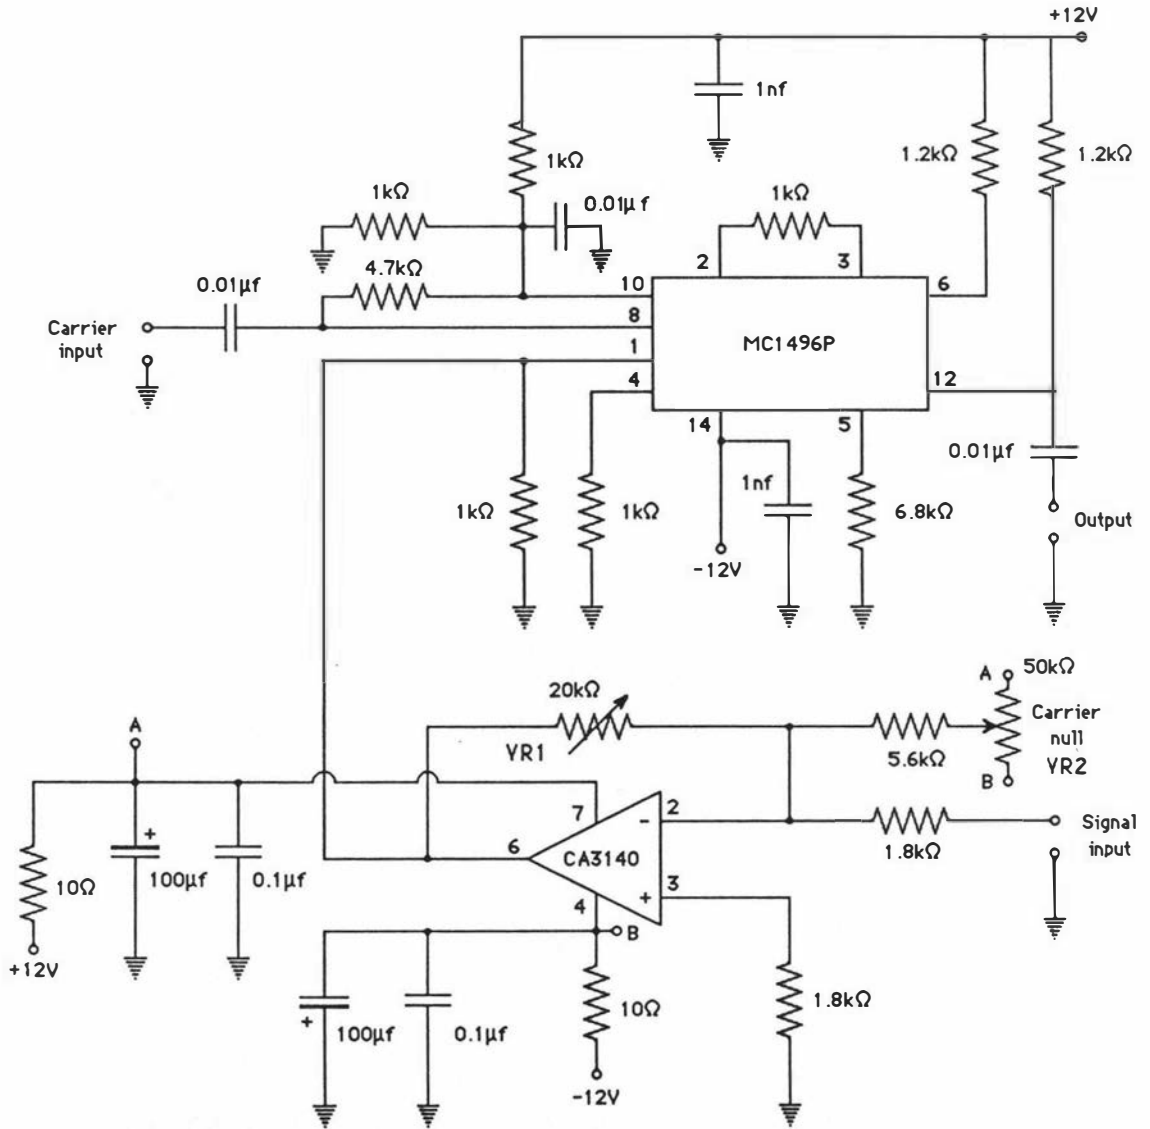 +12V
1nf
1kΩ
1.2kΩ
1.2kΩ
1kΩ
0.01µf
1kΩ
4.7kΩ
0.01µf
2
3
10
6
Carrier
input
8
1
MC1496P
4
12
14
5
0.01µf
1nf
1kΩ
1kΩ
6.8kΩ
Output
-12V
A
50kΩ
20kΩ
Carrier
null
VR2
A
VR1
5.6kΩ
B
7
2
-
Signal
input
6
CA3140
1.8kΩ
10Ω
100µf
0.1µf
+
3
+
4
B
+12V
10Ω
1.8kΩ
+
100µf
0.1µf
-12V